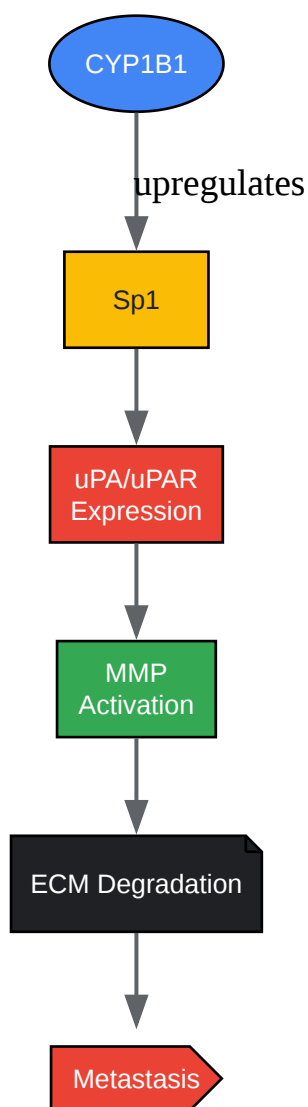 CYP1B1
upregulates
Sp1
uPA/uPAR
Expression
MMP
Activation
ECM Degradation
Metastasis